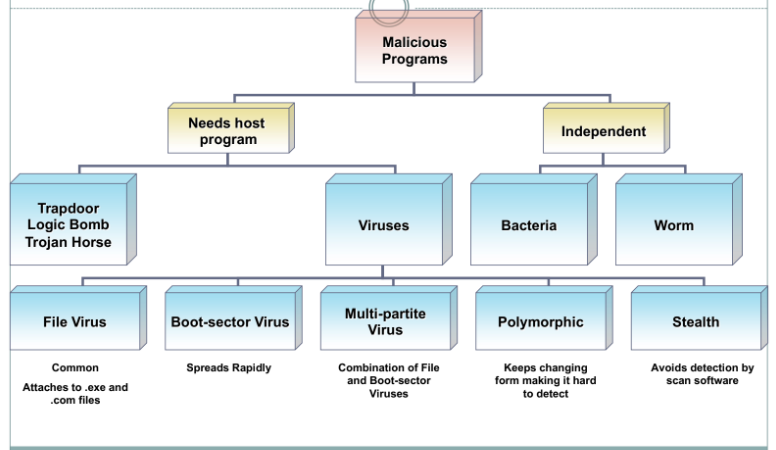 Malicious
Programs
Needs host
program
Independent
Trapdoor
Logic Bomb
Trojan Horse
Viruses
Bacteria
Worm
File Virus
Boot-sector Virus
Multi-partite
Virus
Polymorphic
Stealth
Common
Attaches to .exe and
.com files
Spreads Rapidly
Combination of File
and Boot-sector
Viruses
Keeps changing
form making it hard
to detect
Avoids detection by
scan software